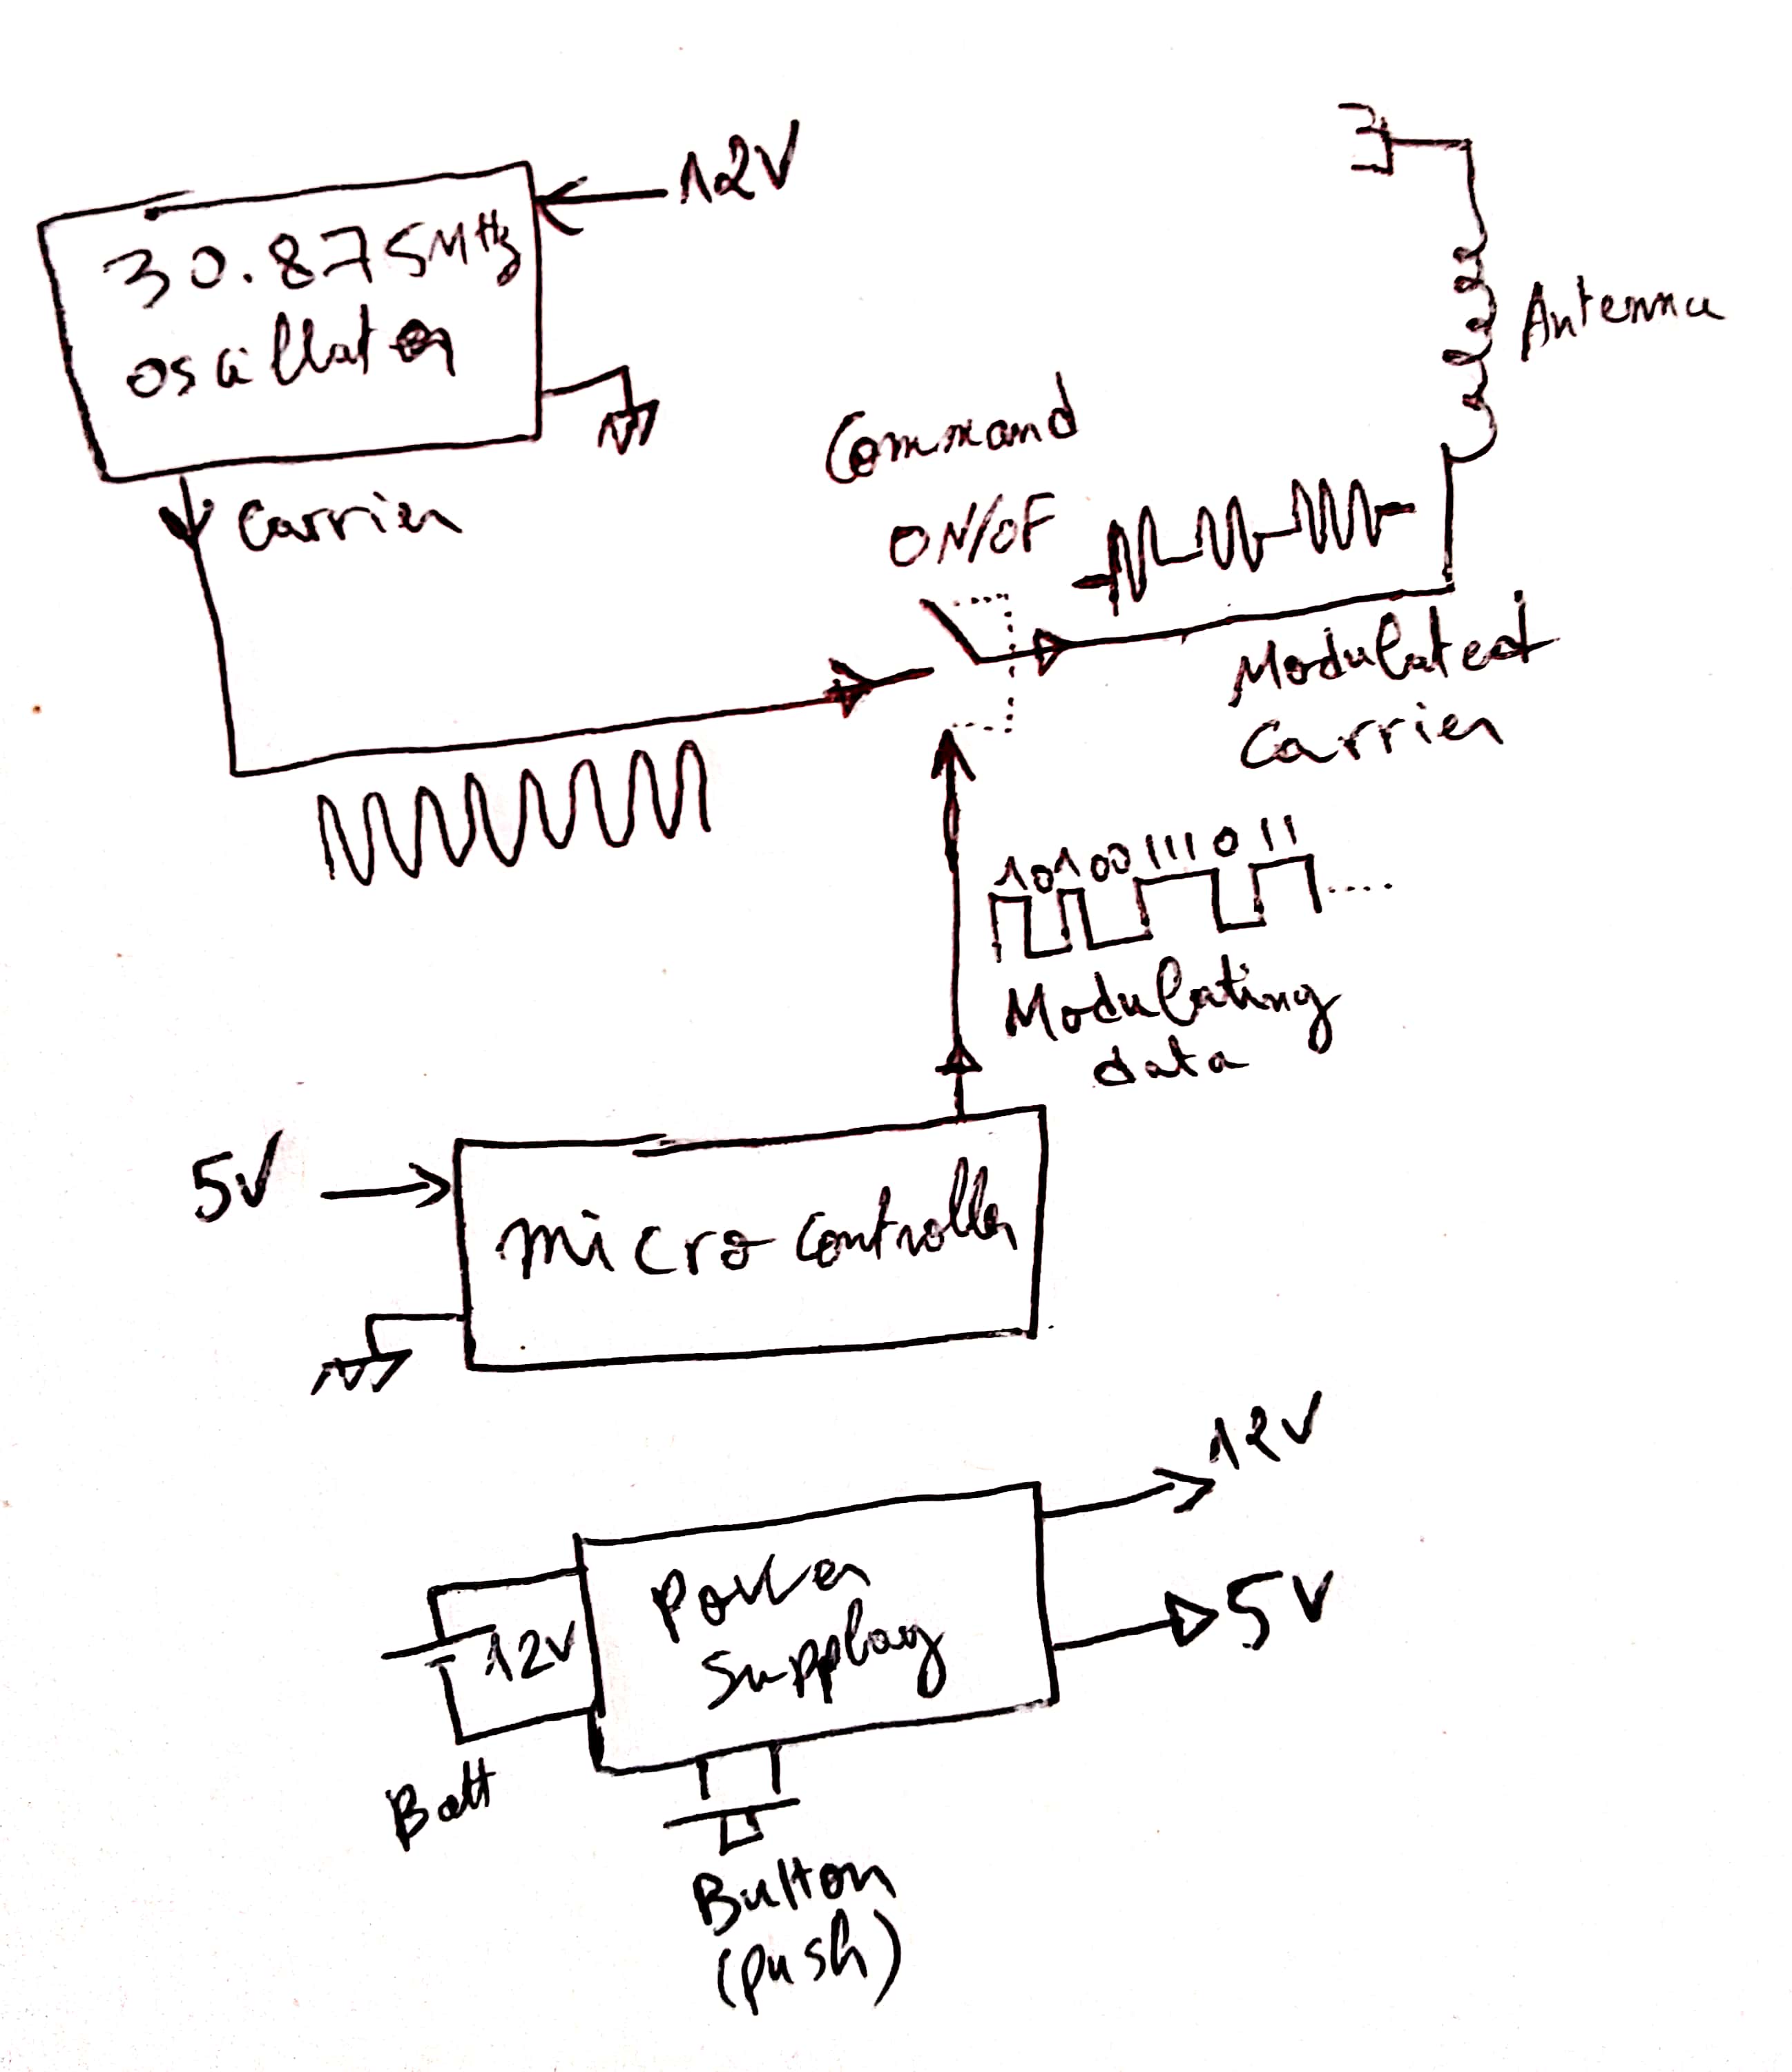 12V
30.875MHz
oscillator
Antenna
Command
ON/OF
Carrier
Modulated
Carrier
10100111011....
Modulating
data
5V
micro controller
12V
Power
Supplay
5V
12V
Batt
Button
(push)